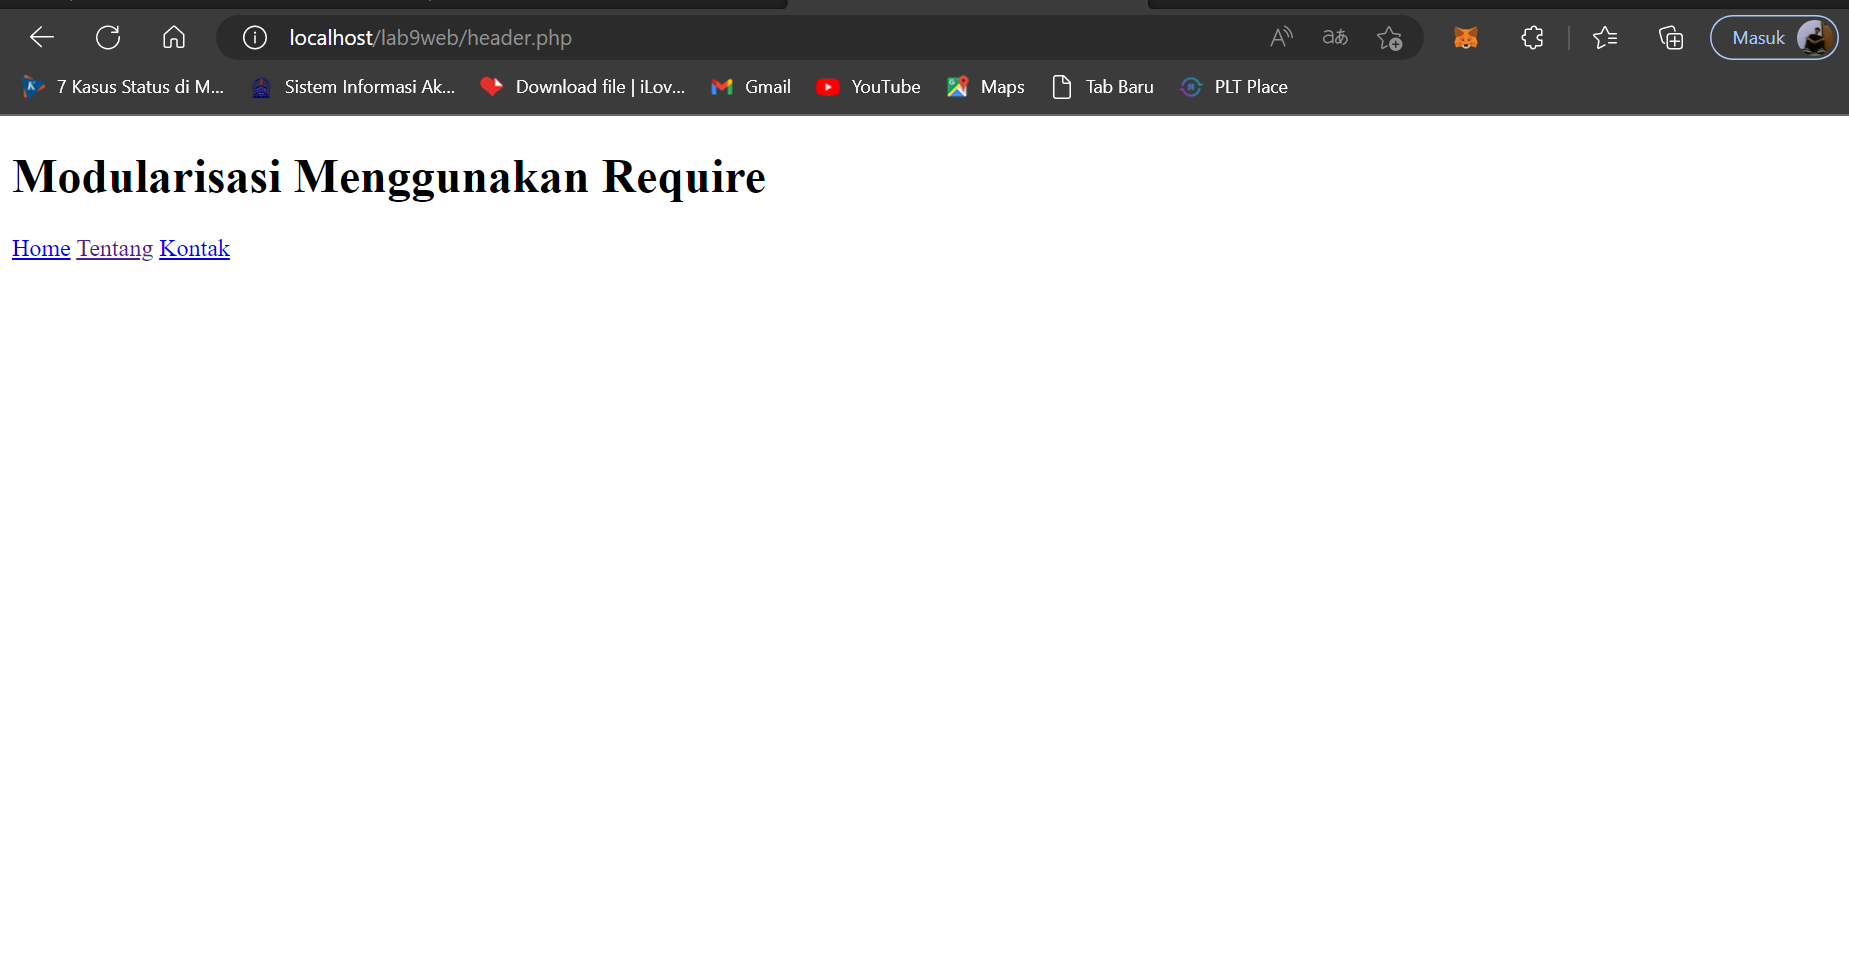 localhost/lab9web/header.php
Masuk
7 Kasus Status di M... Sistem Informasi Ak... Download file | iLov... Gmail YouTube Maps Tab Baru PLT Place
Modularisasi Menggunakan Require
Home Tentang Kontak